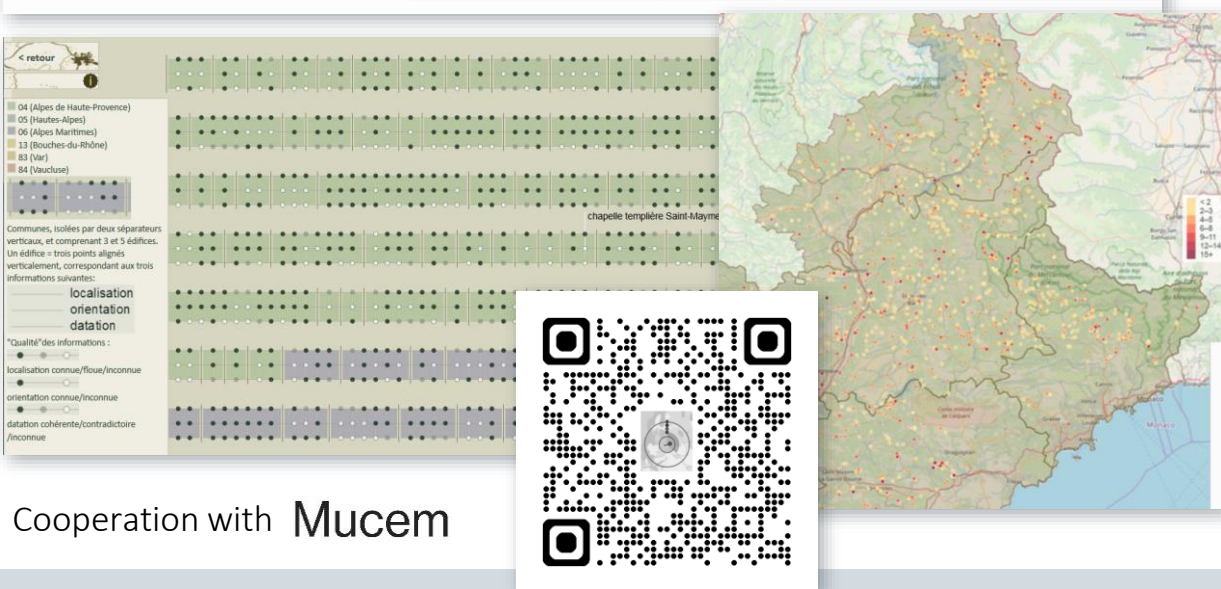 < retour
i
04 (Alpes de Haute-Provence)
05 (Hautes-Alpes)
06 (Alpes Maritimes)
13 (Bouches-du-Rhône)
83 (Var)
84 (Vaucluse)
Communes, isolées par deux séparateurs
verticaux, et comprenant 3 et 5 édifices.
Un édifice = trois points alignés
verticalement, correspondant aux trois
informations suivantes:
localisation
orientation
datation
"Qualité"des informations :
localisation connue/floue/inconnue
orientation connue/inconnue
datation cohérente/contradictoire
/inconnue
chapelle templière Saint-Mayme
< 2
2–3
4–5
6–8
9–11
12–14
15+
Monaco
Monaco
Draguignan
Cooperation with Mucem